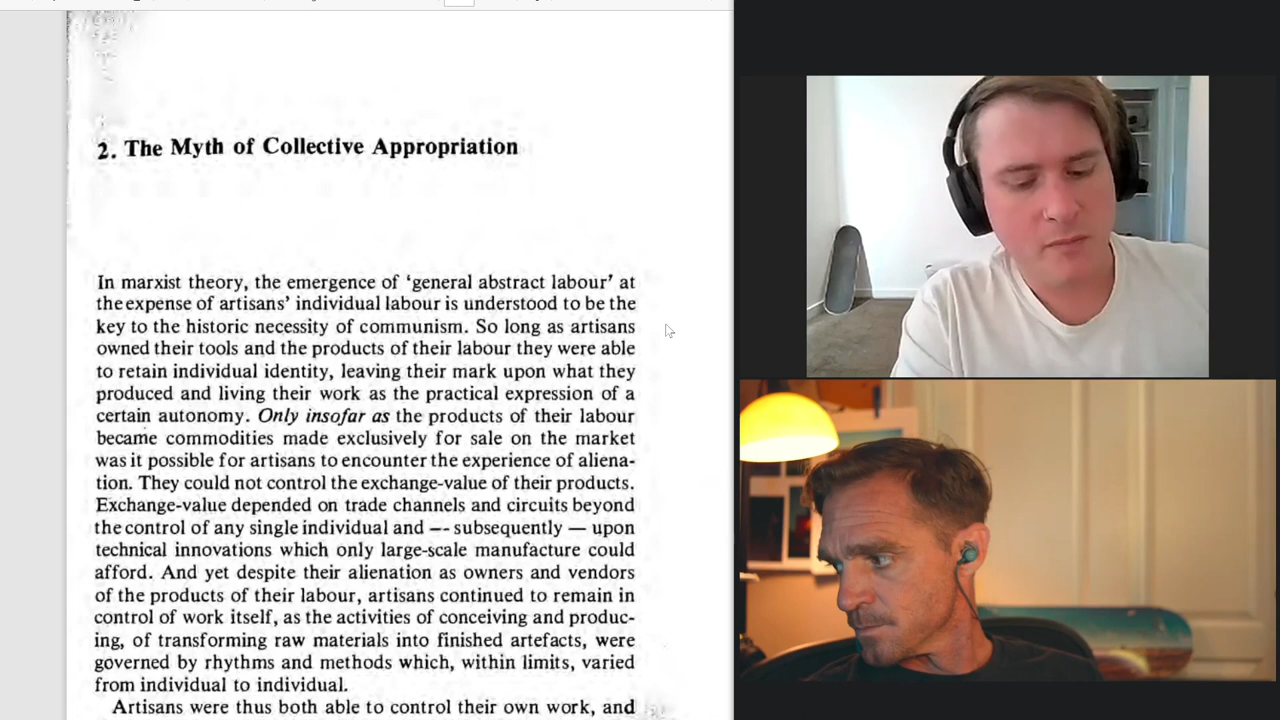 2. The Myth of Collective Appropriation
In marxist theory, the emergence of 'general abstract labour' at
the expense of artisans' individual labour is understood to be the
key to the historic necessity of communism. So long as artisans
owned their tools and the products of their labour they were able
to retain individual identity, leaving their mark upon what they
produced and living their work as the practical expression of a
certain autonomy. Only insofar as the products of their labour
became commodities made exclusively for sale on the market
was it possible for artisans to encounter the experience of aliena-
tion. They could not control the exchange-value of their products.
Exchange-value depended on trade channels and circuits beyond
the control of any single individual and — subsequently — upon
technical innovations which only large-scale manufacture could
afford. And yet despite their alienation as owners and vendors
of the products of their labour, artisans continued to remain in
control of work itself, as the activities of conceiving and produc-
ing, of transforming raw materials into finished artefacts, were
governed by rhythms and methods which, within limits, varied
from individual to individual.
Artisans were thus both able to control their own work, and